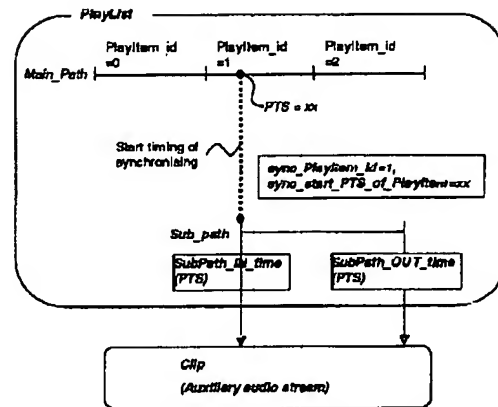 PlayList
PlayItem_id
=0
PlayItem_id
=1
PlayItem_id
=2
Main_Path
PTS = xx
Start timing of
synchronising
sync_PlayItem_id=1,
sync_start_PTS_of_PlayItem=xx
Sub_path
SubPath_IN_time
(PTS)
SubPath_OUT_time
(PTS)
Clip
(Auxiliary audio stream)